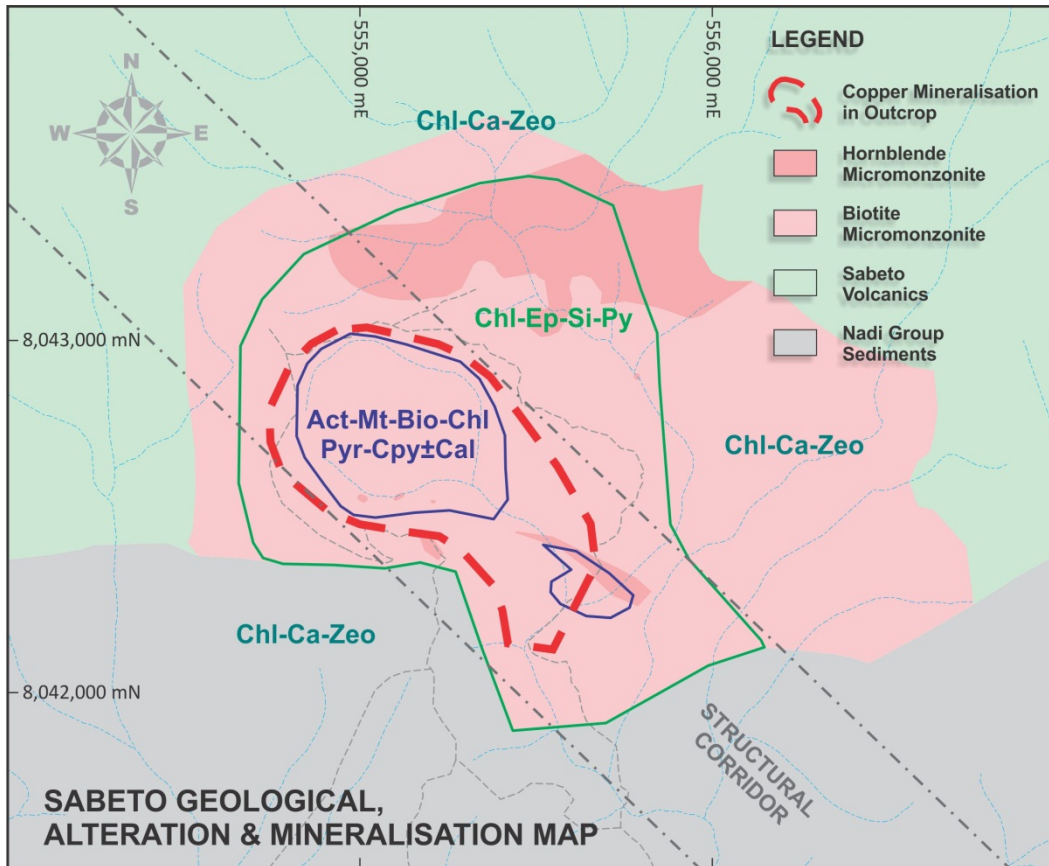 555,000 mE
556,000 mE
N
W
E
S
LEGEND
Copper Mineralisation
in Outcrop
Hornblende
Micromonzonite
Biotite
Micromonzonite
Sabeto
Volcanics
Nadi Group
Sediments
Chl-Ca-Zeo
Chl-Ep-Si-Py
8,043,000 mN
Act-Mt-Bio-Chl
Pyr-Cpy±Cal
Chl-Ca-Zeo
Chl-Ca-Zeo
8,042,000 mN
STRUCTURAL
CORRIDOR
SABETO GEOLOGICAL,
ALTERATION & MINERALISATION MAP